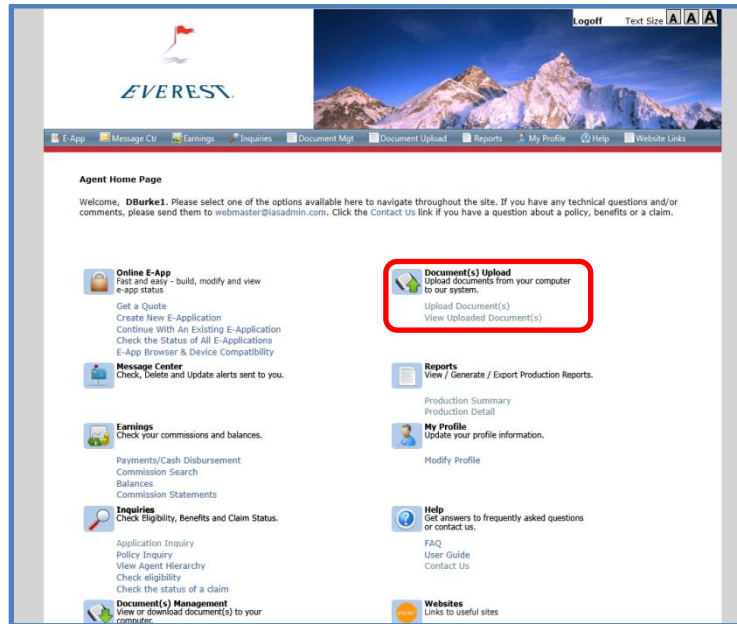 Logoff Text Size A A A
EVEREST.
E-App Message Ctr Earnings Inquiries Document Mgt Document Upload Reports My Profile Help Website Links
Agent Home Page
Welcome, DBurke1. Please select one of the options available here to navigate throughout the site. If you have any technical questions and/or
comments, please send them to webmaster@iasadmin.com. Click the Contact Us link if you have a question about a policy, benefits or a claim.
Online E-App
Fast and easy - build, modify and view
e-app status
Get a Quote
Create New E-Application
Continue With An Existing E-Application
Check the Status of All E-Applications
E-App Browser & Device Compatibility
Document(s) Upload
Upload documents from your computer
to our system.
Upload Document(s)
View Uploaded Document(s)
Message Center
Check, Delete and Update alerts sent to you.
Reports
View / Generate / Export Production Reports.
Production Summary
Production Detail
Earnings
Check your commissions and balances.
Payments/Cash Disbursement
Commission Search
Balances
Commission Statements
My Profile
Update your profile information.
Modify Profile
Inquiries
Check Eligibility, Benefits and Claim Status.
Application Inquiry
Policy Inquiry
View Agent Hierarchy
Check eligibility
Check the status of a claim
Help
Get answers to frequently asked questions
or contact us.
FAQ
User Guide
Contact Us
Document(s) Management
View or download document(s) to your
computer.
Websites
Links to useful sites